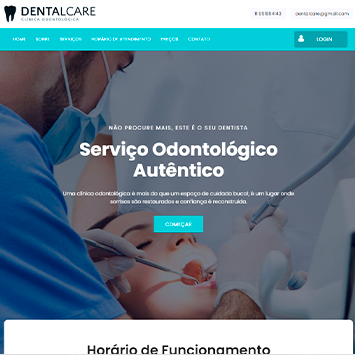 DENTALCARE
CLÍNICA ODONTOLÓGICA
dentalcare@gmail.com
HOME SOBRE SERVIÇOS HORÁRIO DE ATENDIMENTO PREÇOS CONTATO LOGIN
NÃO PROCURE MAIS, ESTE É O SEU DENTISTA
Serviço Odontológico
Autêntico
Uma clínica odontológica é mais do que um espaço de cuidado bucal, é um lugar onde
sorrisos são restaurados e confiança é reconstruída.
COMEÇAR
Horário de Funcionamento